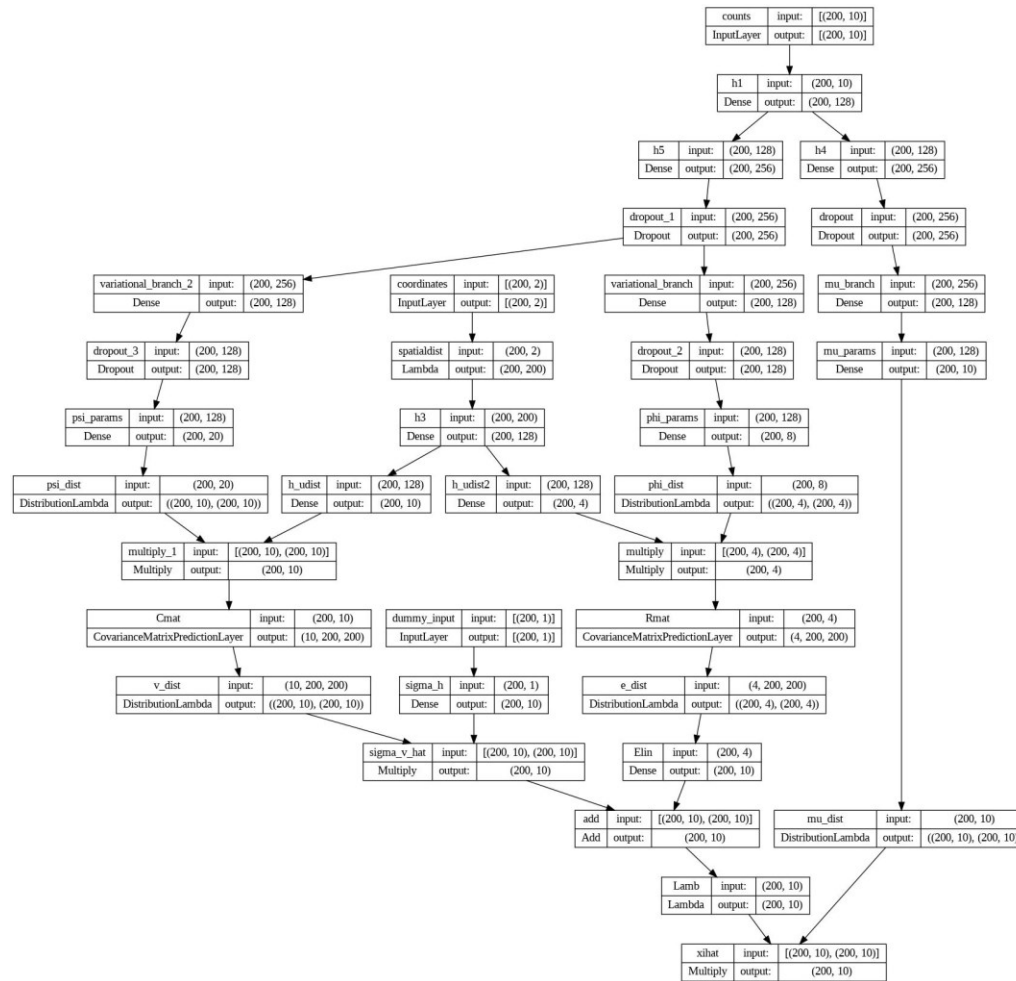 counts input: [(200, 10)]
InputLayer output: [(200, 10)]
h1 input: (200, 10)
Dense output: (200, 128)
h5 input: (200, 128)
Dense output: (200, 256)
h4 input: (200, 128)
Dense output: (200, 256)
dropout_1 input: (200, 256)
Dropout output: (200, 256)
dropout input: (200, 256)
Dropout output: (200, 256)
variational_branch_2 input: (200, 256)
Dense output: (200, 128)
coordinates input: [(200, 2)]
InputLayer output: [(200, 2)]
variational_branch input: (200, 256)
Dense output: (200, 128)
mu_branch input: (200, 256)
Dense output: (200, 128)
dropout_3 input: (200, 128)
Dropout output: (200, 128)
spatialdist input: (200, 2)
Lambda output: (200, 200)
dropout_2 input: (200, 128)
Dropout output: (200, 128)
mu_params input: (200, 128)
Dense output: (200, 10)
psi_params input: (200, 128)
Dense output: (200, 20)
h3 input: (200, 200)
Dense output: (200, 128)
phi_params input: (200, 128)
Dense output: (200, 8)
psi_dist input: (200, 20)
DistributionLambda output: ((200, 10), (200, 10))
h_udist input: (200, 128)
Dense output: (200, 10)
h_udist2 input: (200, 128)
Dense output: (200, 4)
phi_dist input: (200, 8)
DistributionLambda output: ((200, 4), (200, 4))
multiply_1 input: [(200, 10), (200, 10)]
Multiply output: (200, 10)
multiply input: [(200, 4), (200, 4)]
Multiply output: (200, 4)
Cmat input: (200, 10)
CovarianceMatrixPredictionLayer output: (10, 200, 200)
dummy_input input: [(200, 1)]
InputLayer output: [(200, 1)]
Rmat input: (200, 4)
CovarianceMatrixPredictionLayer output: (4, 200, 200)
v_dist input: (10, 200, 200)
DistributionLambda output: ((200, 10), (200, 10))
sigma_h input: (200, 1)
Dense output: (200, 10)
e_dist input: (4, 200, 200)
DistributionLambda output: ((200, 4), (200, 4))
sigma_v_hat input: [(200, 10), (200, 10)]
Multiply output: (200, 10)
Elin input: (200, 4)
Dense output: (200, 10)
add input: [(200, 10), (200, 10)]
Add output: (200, 10)
mu_dist input: (200, 10)
DistributionLambda output: ((200, 10), (200, 10))
Lamb input: (200, 10)
Lambda output: (200, 10)
xihat input: [(200, 10), (200, 10)]
Multiply output: (200, 10)